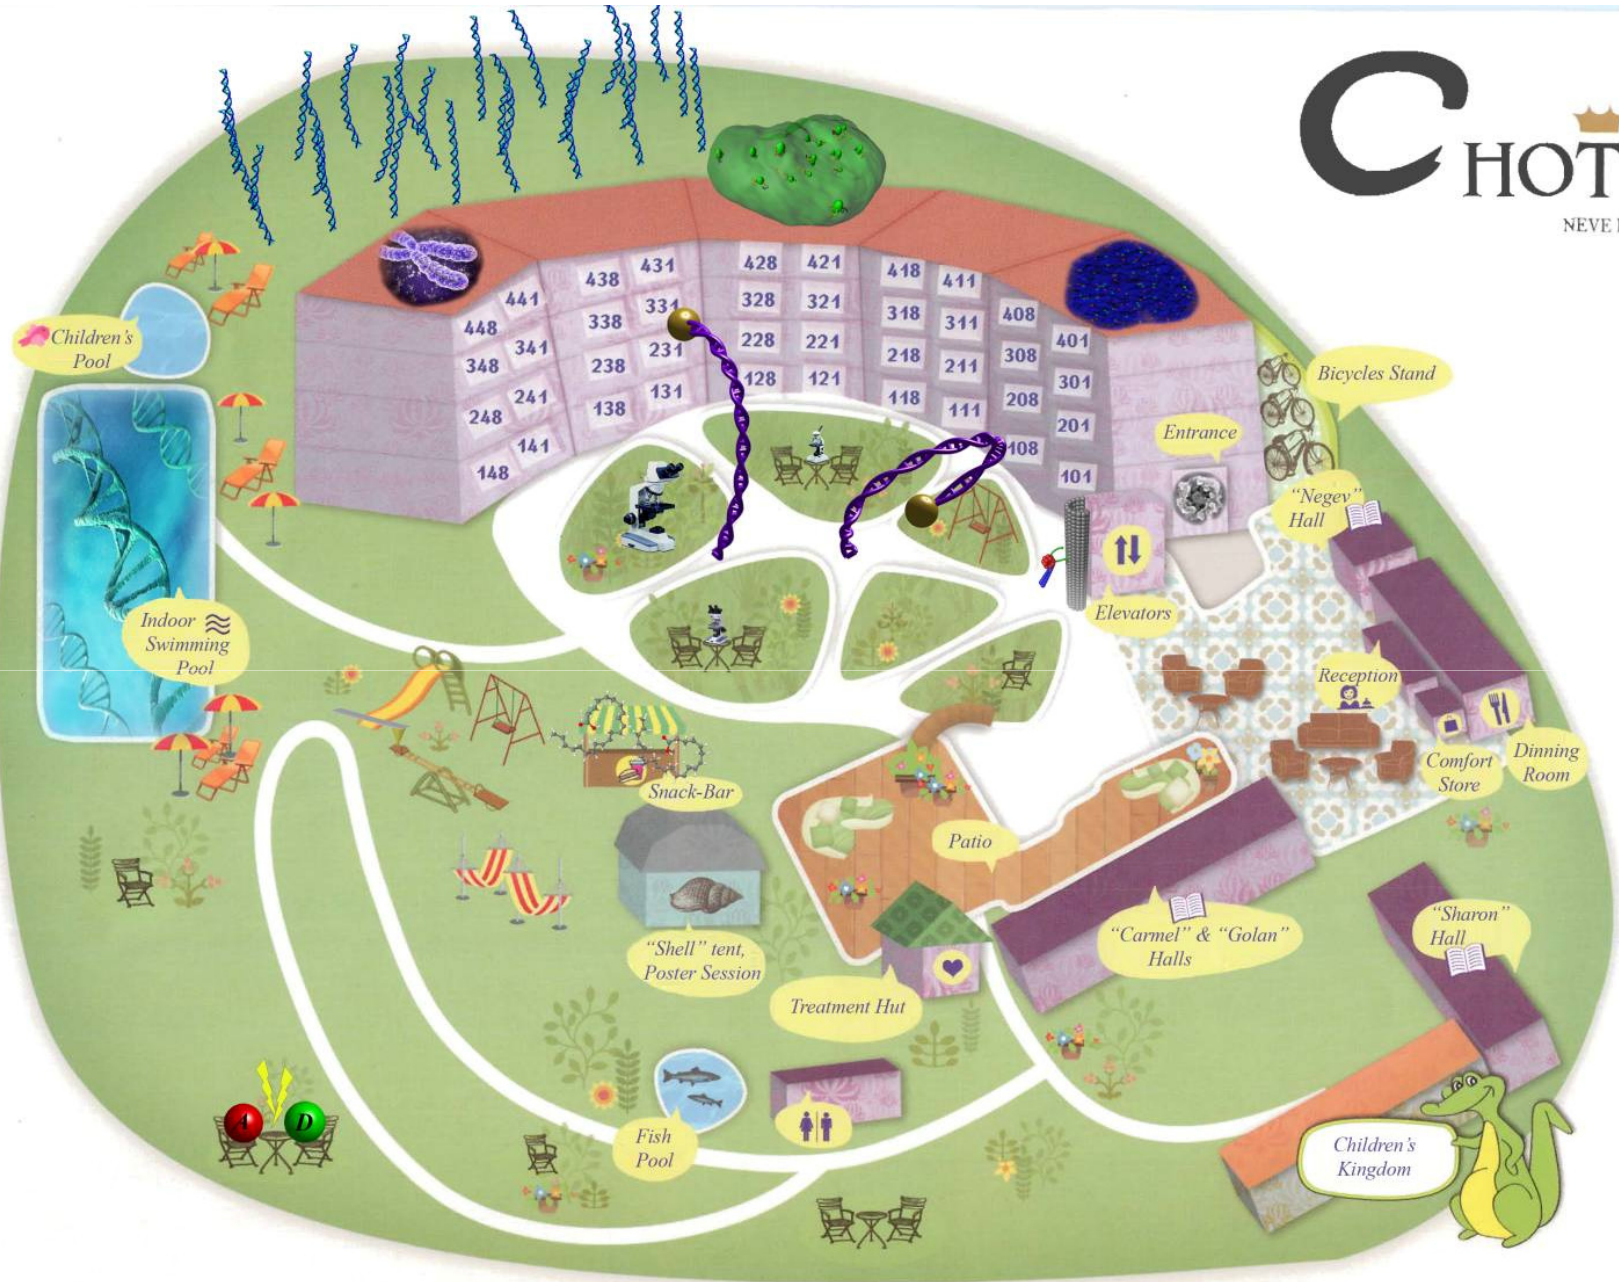 C HOT
NEVE
Children's
Pool
Indoor
Swimming
Pool
448 441 438 431 428 421 418 411 408 401
348 341 338 331 328 321 318 311 308 301
248 241 238 231 228 221 218 211 208 201
148 141 138 131 128 121 118 111 108 101
Bicycles Stand
Entrance
"Negev"
Hall
Elevators
Reception
Comfort
Store
Dinning
Room
Snack-Bar
Patio
"Shell" tent,
Poster Session
Treatment Hut
"Carmel" & "Golan"
Halls
"Sharon"
Hall
A D
Fish
Pool
Children's
Kingdom